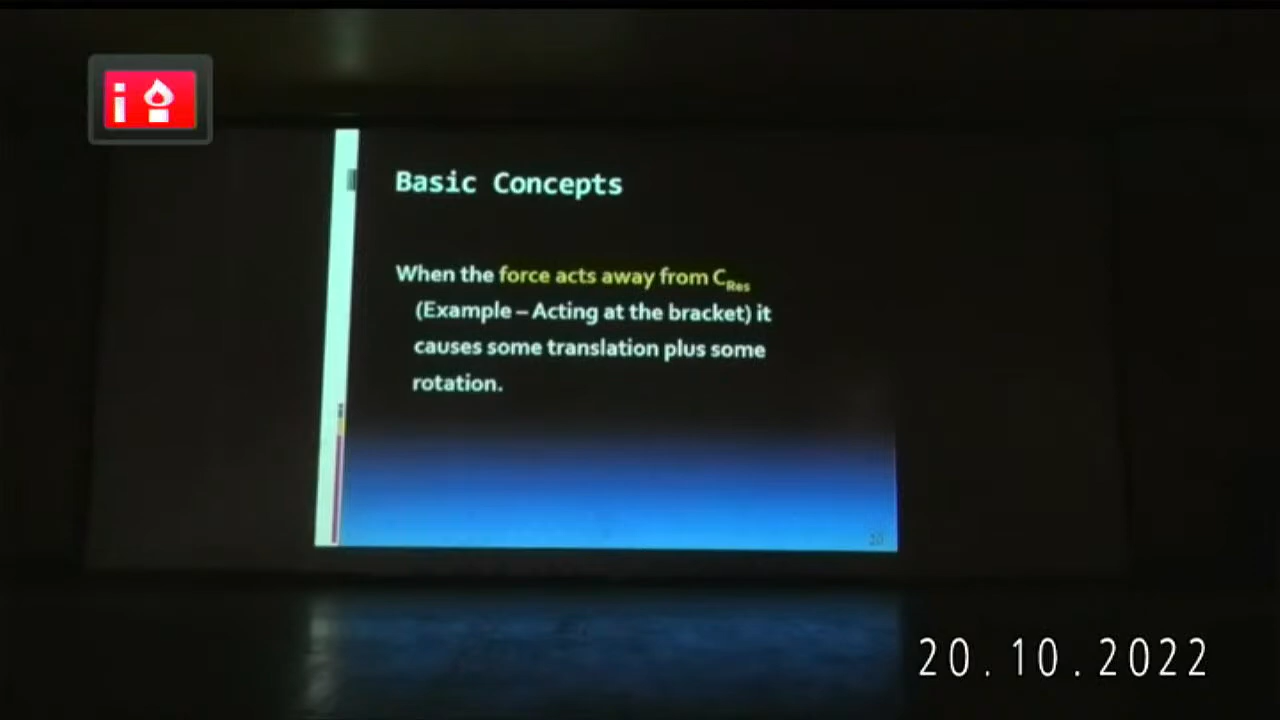 i
Basic Concepts
When the force acts away from CRes
(Example – Acting at the bracket) it
causes some translation plus some
rotation.
20
20.10.2022